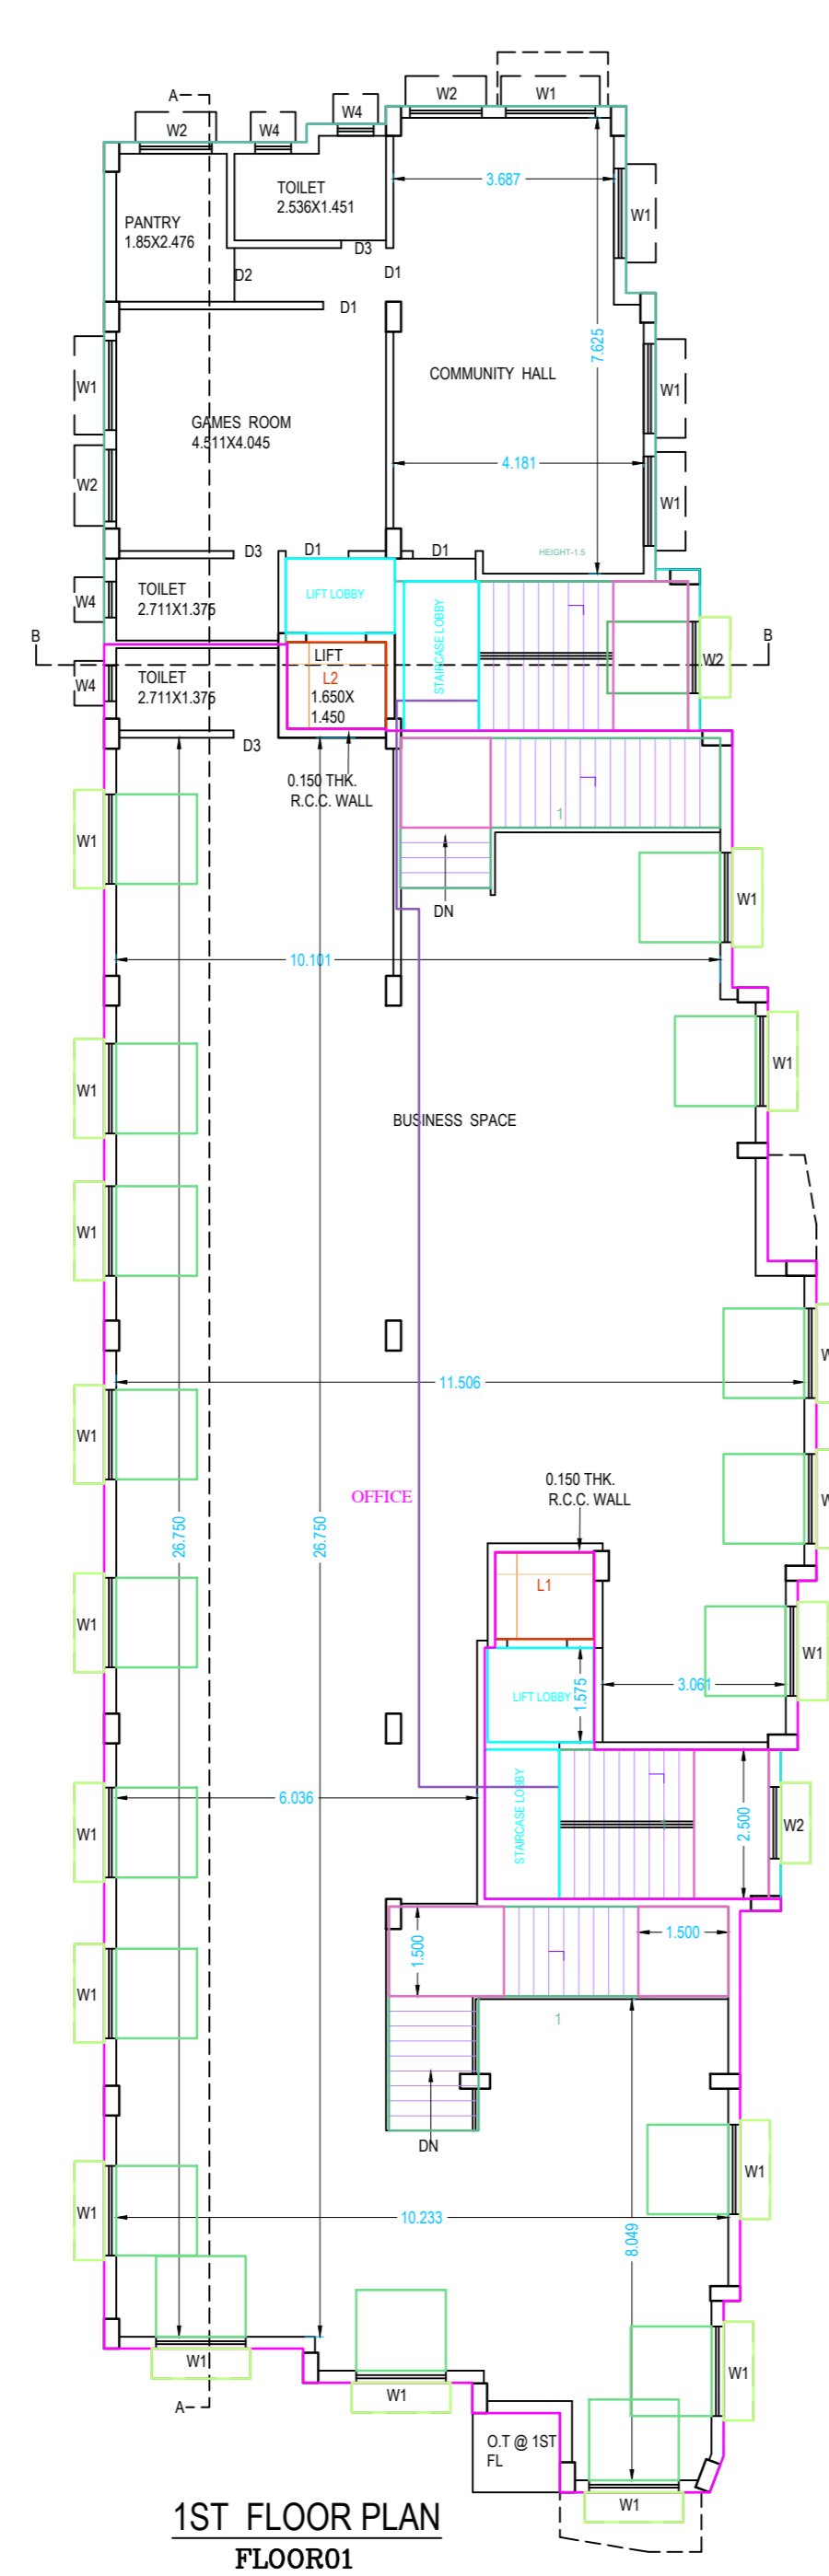 A
W2
W4
W4
W2
W1
TOILET
2.536X1.451
3.687
PANTRY
1.85X2.476
W1
D3
D2
D1
D1
7.625
W1
COMMUNITY HALL
W1
GAMES ROOM
4.511X4.045
4.181
W2
W1
D3
D1
D1
HEIGHT-1.5
TOILET
2.711X1.375
W4
LIFT LOBBY
STAIRCASE LOBBY
B
B
LIFT
L2
1.650X
1.450
W2
TOILET
2.711X1.375
W4
D3
0.150 THK.
R.C.C. WALL
1
W1
DN
W1
10.101
W1
W1
BUSINESS SPACE
W1
W
11.506
W1
0.150 THK.
R.C.C. WALL
OFFICE
W
26.750
26.750
L1
W1
W1
LIFT LOBBY
1.575
3.061
STAIRCASE LOBBY
6.036
2.500
W2
W1
1.500
1.500
W1
1
DN
W1
W1
10.233
8.049
W1
W1
W1
A
O.T @ 1ST
FL
W1
1ST FLOOR PLAN
FLOOR01